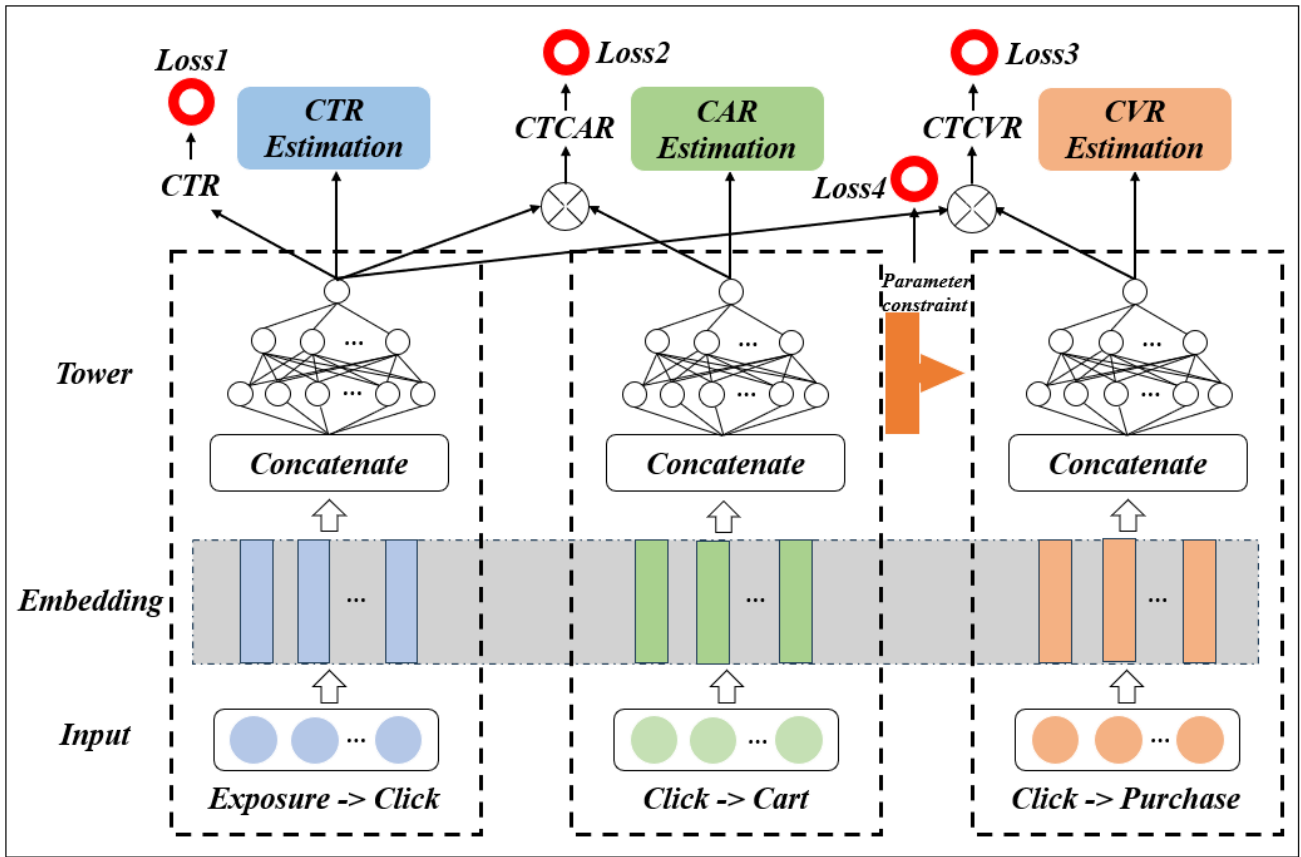 Loss1
Loss2
Loss3
CTR
Estimation
CAR
Estimation
CVR
Estimation
CTR
CTCAR
CTCVR
Loss4
Parameter
constraint
Tower
...
...
...
...
...
...
Concatenate
Concatenate
Concatenate
Embedding
...
...
...
Input
...
...
...
Exposure -> Click
Click -> Cart
Click -> Purchase